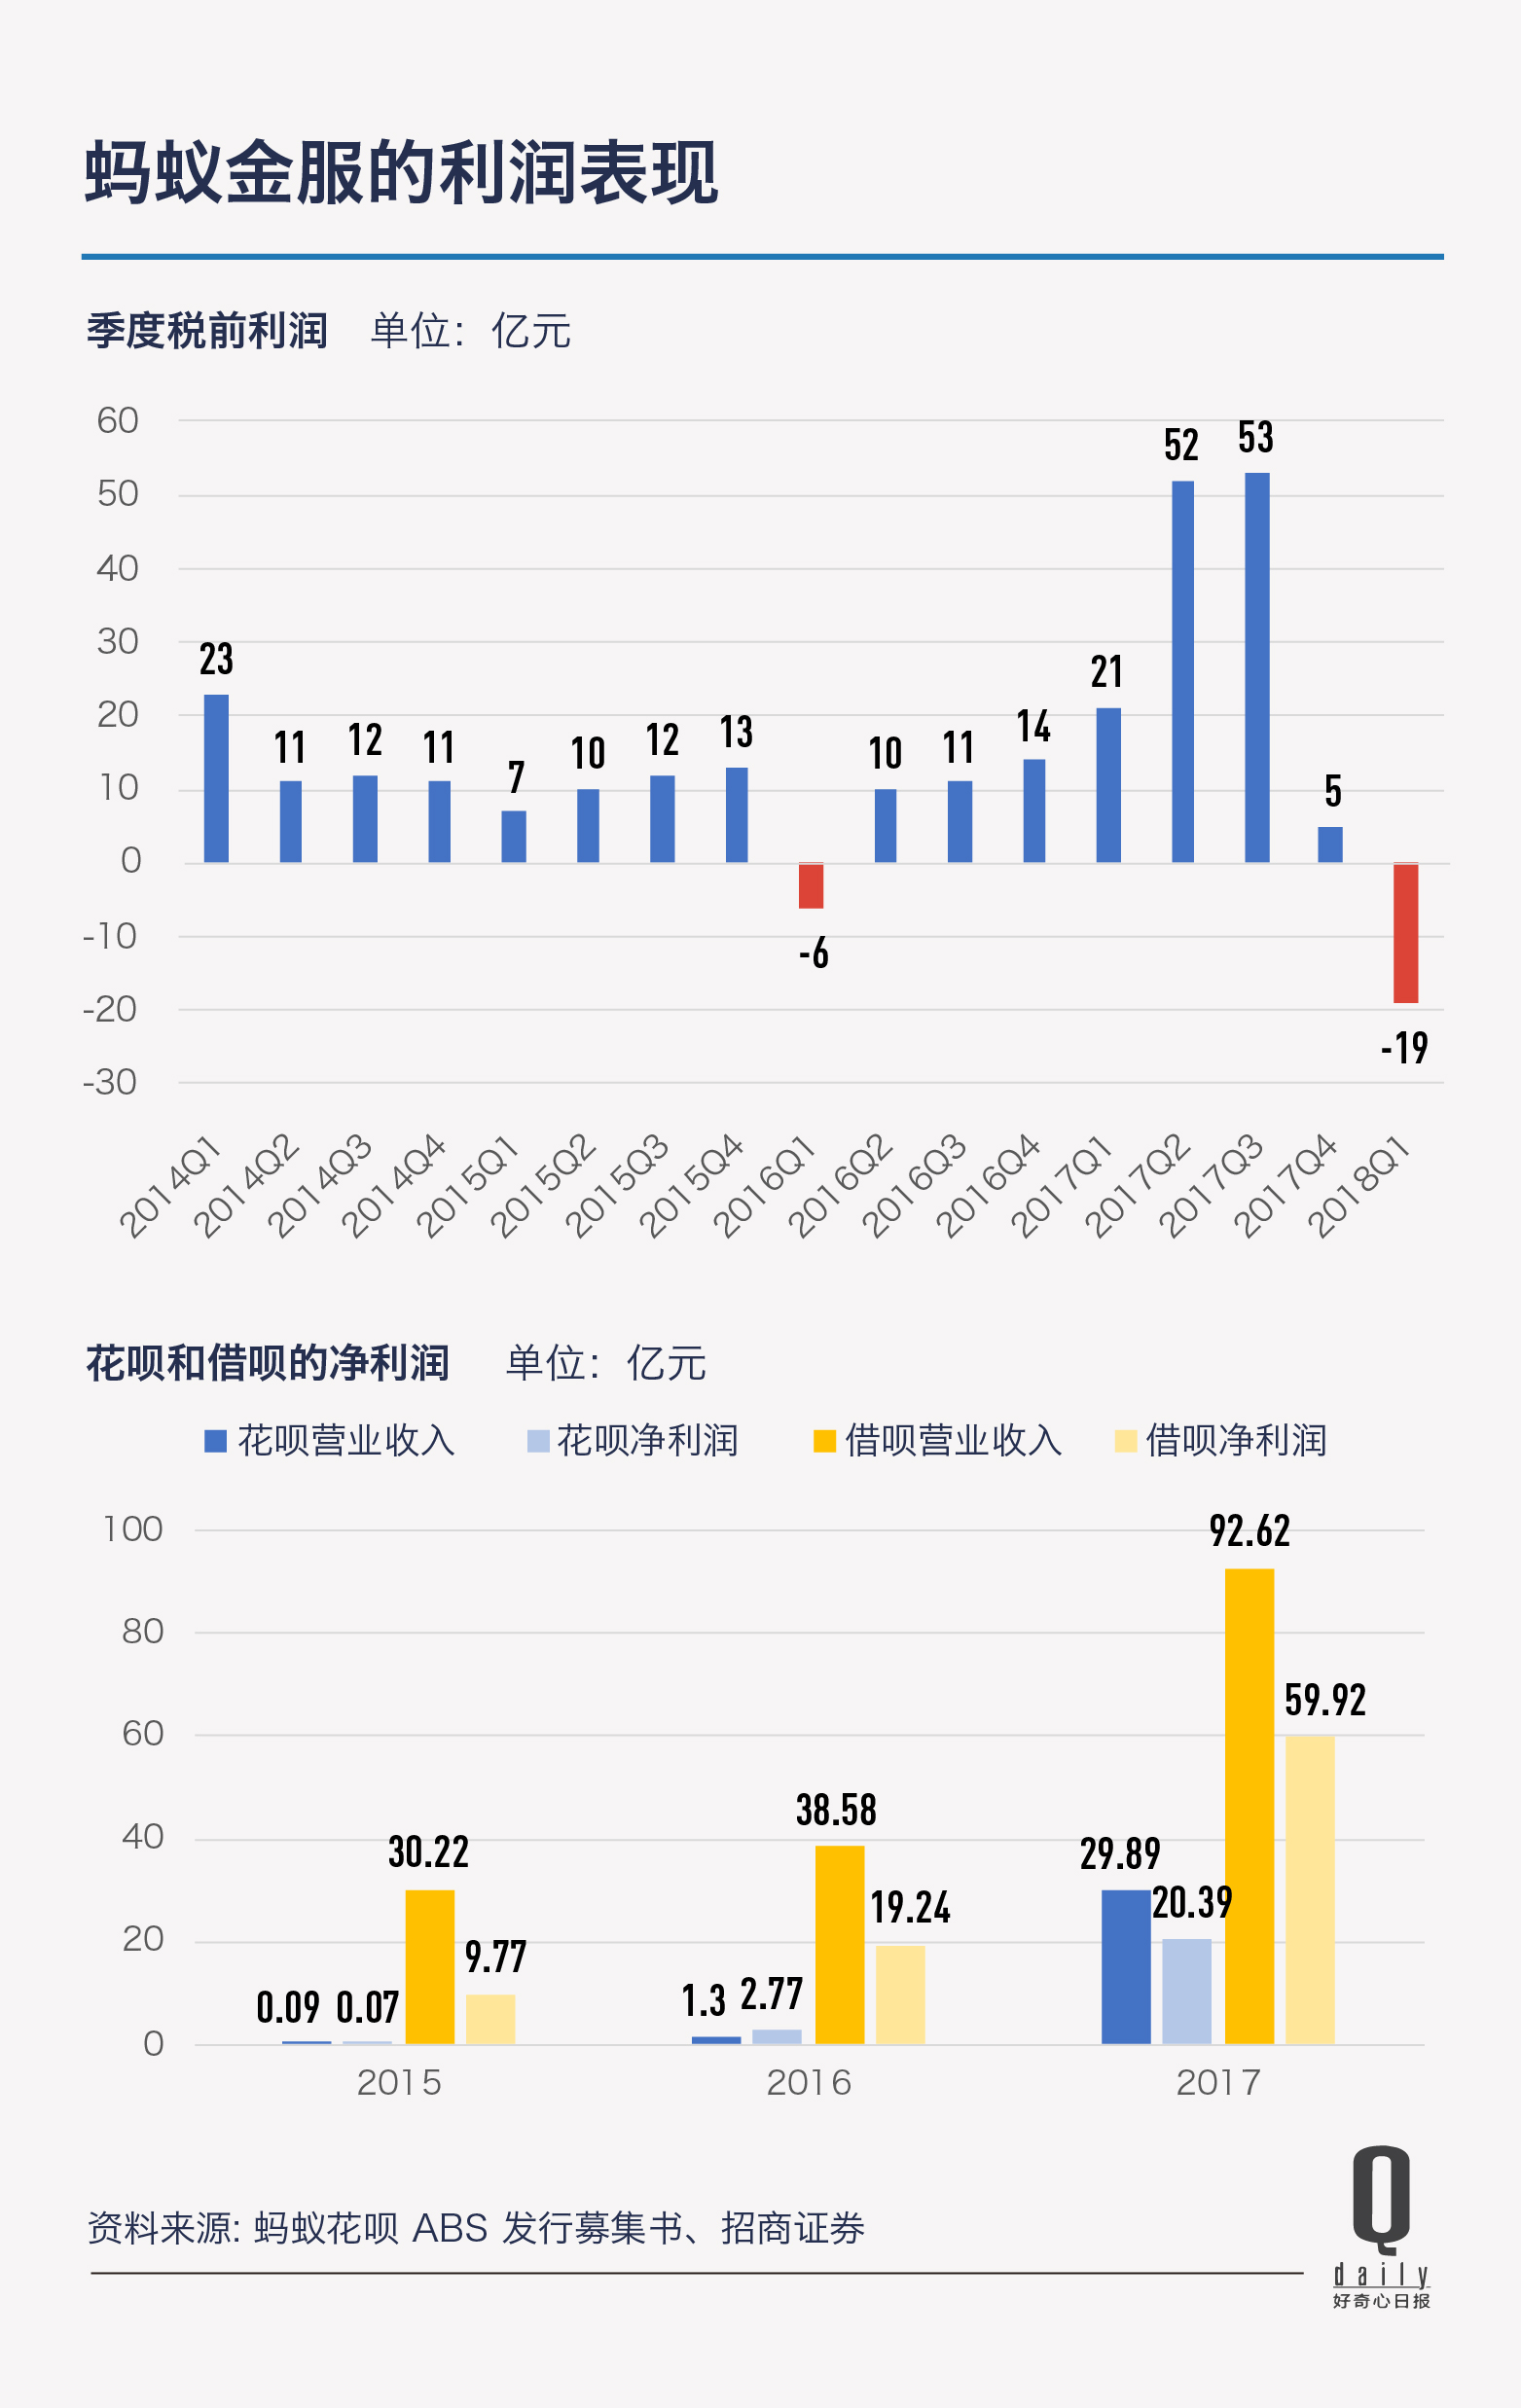 蚂蚁金服的利润表现
季度税前利润 单位：亿元
60
50
40
30
20
10
0
-10
-20
-30
23
11
12
11
7
10
12
13
-6
10
11
14
21
52
53
5
-19
2014Q1
2014Q2
2014Q3
2014Q4
2015Q1
2015Q2
2015Q3
2015Q4
2016Q1
2016Q2
2016Q3
2016Q4
2017Q1
2017Q2
2017Q3
2017Q4
2018Q1
花呗和借呗的净利润 单位：亿元
花呗营业收入 花呗净利润 借呗营业收入 借呗净利润
100
80
60
40
20
0
0.09
0.07
30.22
9.77
1.3
2.77
38.58
19.24
29.89
20.39
92.62
59.92
2015
2016
2017
资料来源: 蚂蚁花呗 ABS 发行募集书、招商证券
Q
daily
好奇心日报